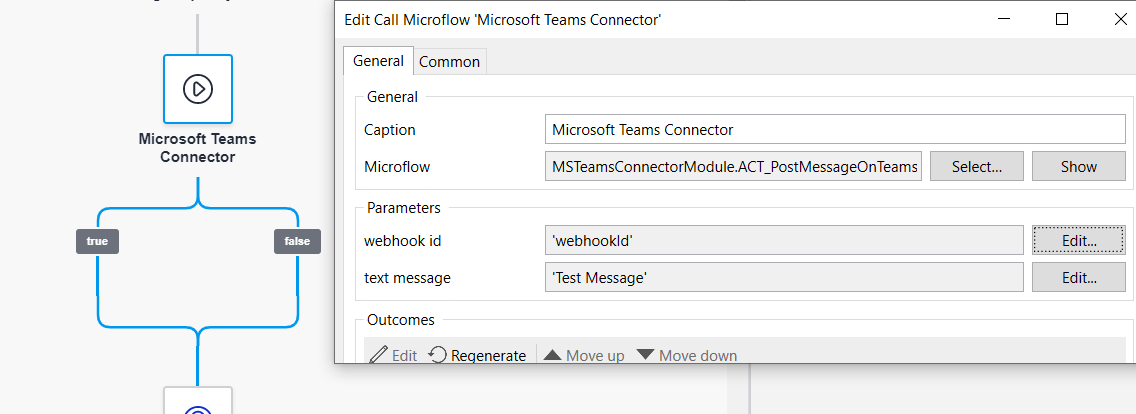 Edit Call Microflow 'Microsoft Teams Connector'
General
Common
General
Caption
Microsoft Teams Connector
Microflow
MSTeamsConnectorModule.ACT_PostMessageOnTeams
Select...
Show
Parameters
webhook id
'webhookId'
Edit...
text message
'Test Message'
Edit...
Outcomes
Edit
Regenerate
Move up
Move down
Microsoft Teams
Connector
true
false